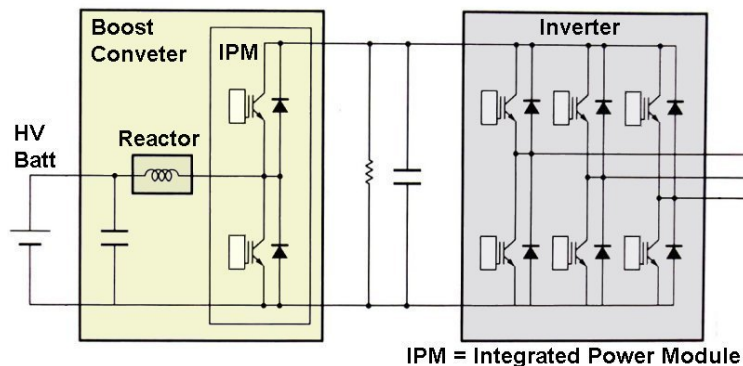 Boost
Conveter
IPM
Inverter
Reactor
HV
Batt
IPM = Integrated Power Module